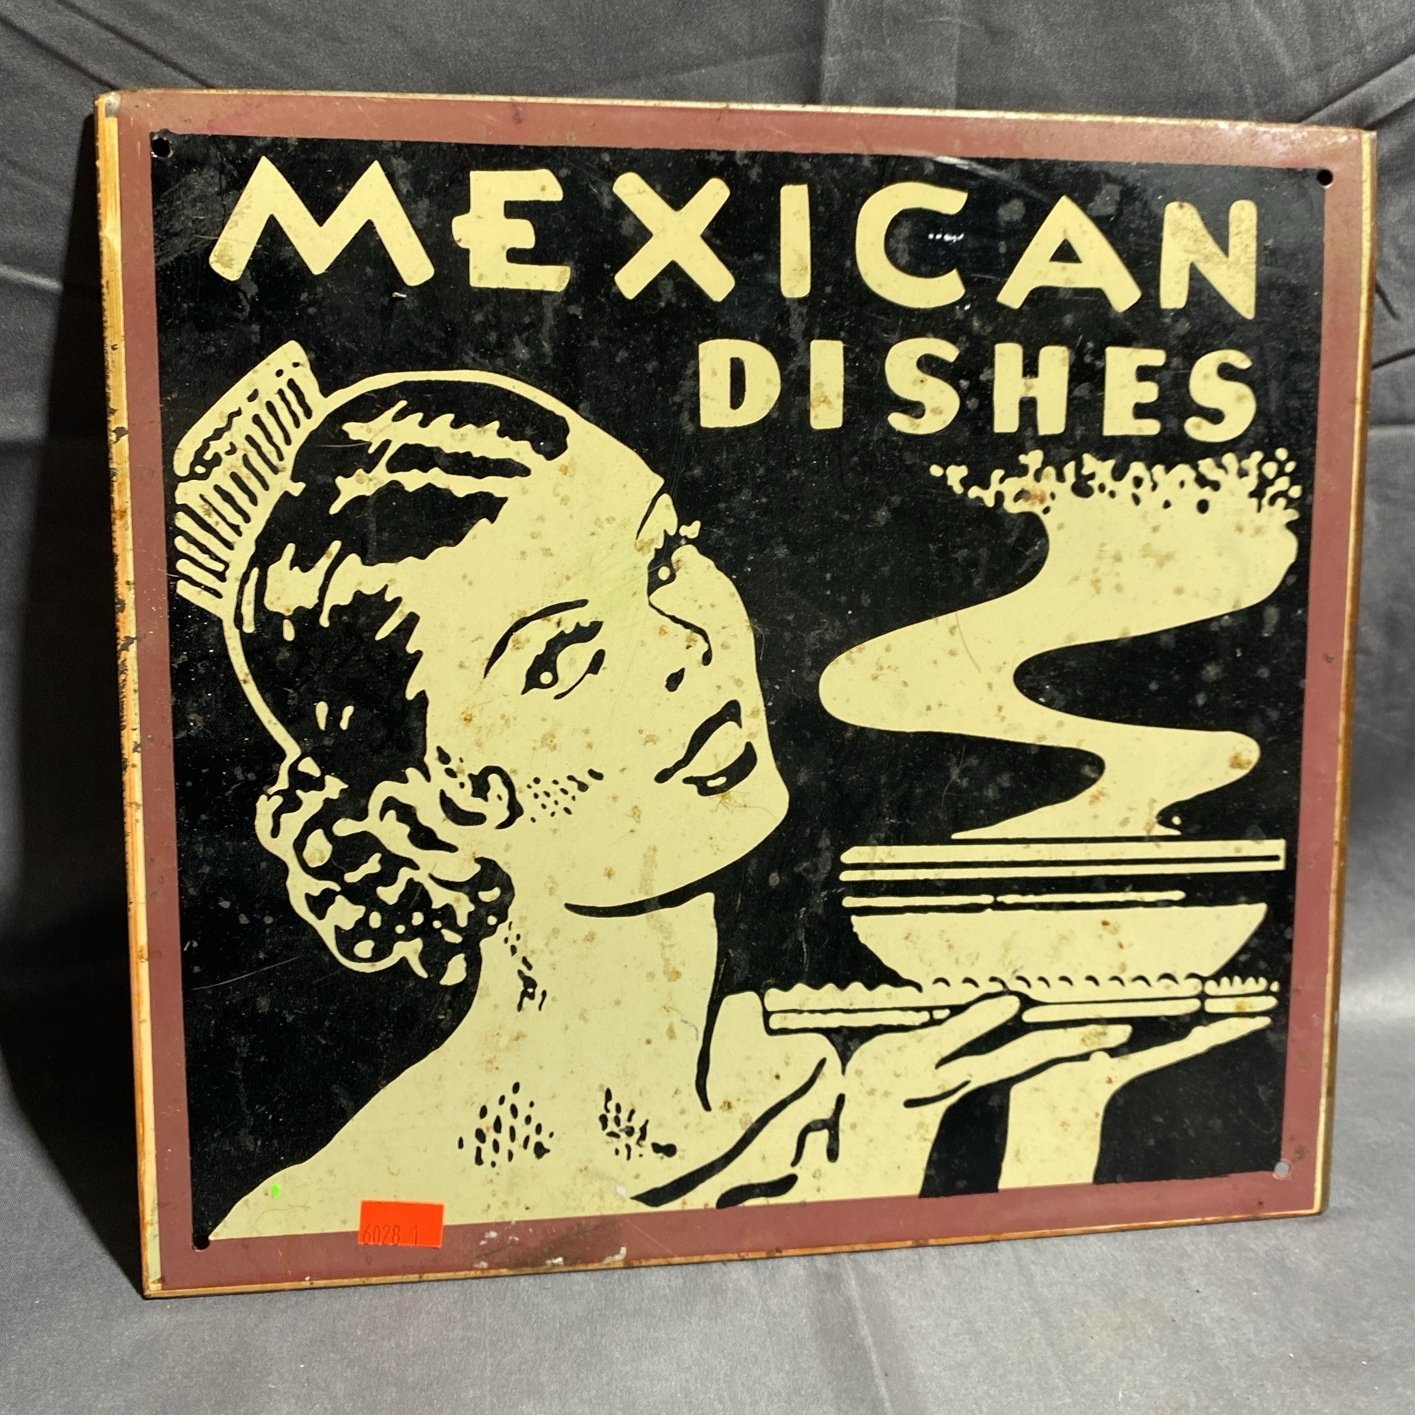 MEXICAN
DISHES
6028 1